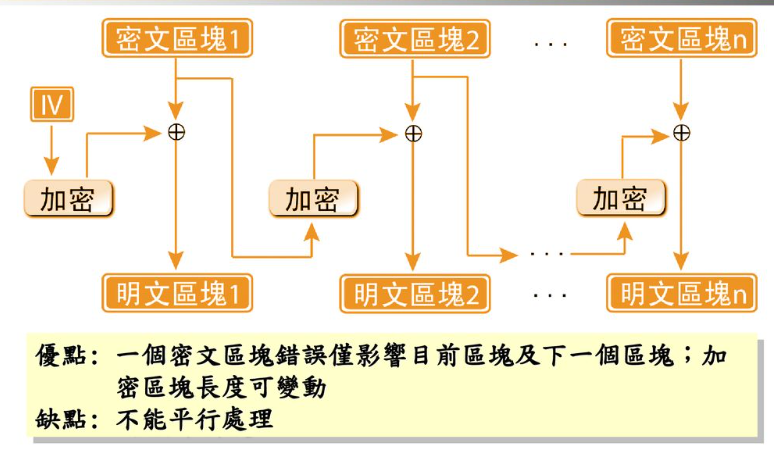 密文區塊1
密文區塊2
...
密文區塊n
IV
⊕
⊕
⊕
加密
加密
加密
...
明文區塊1
明文區塊2
...
明文區塊n
優點：一個密文區塊錯誤僅影響目前區塊及下一個區塊；加
密區塊長度可變動
缺點：不能平行處理